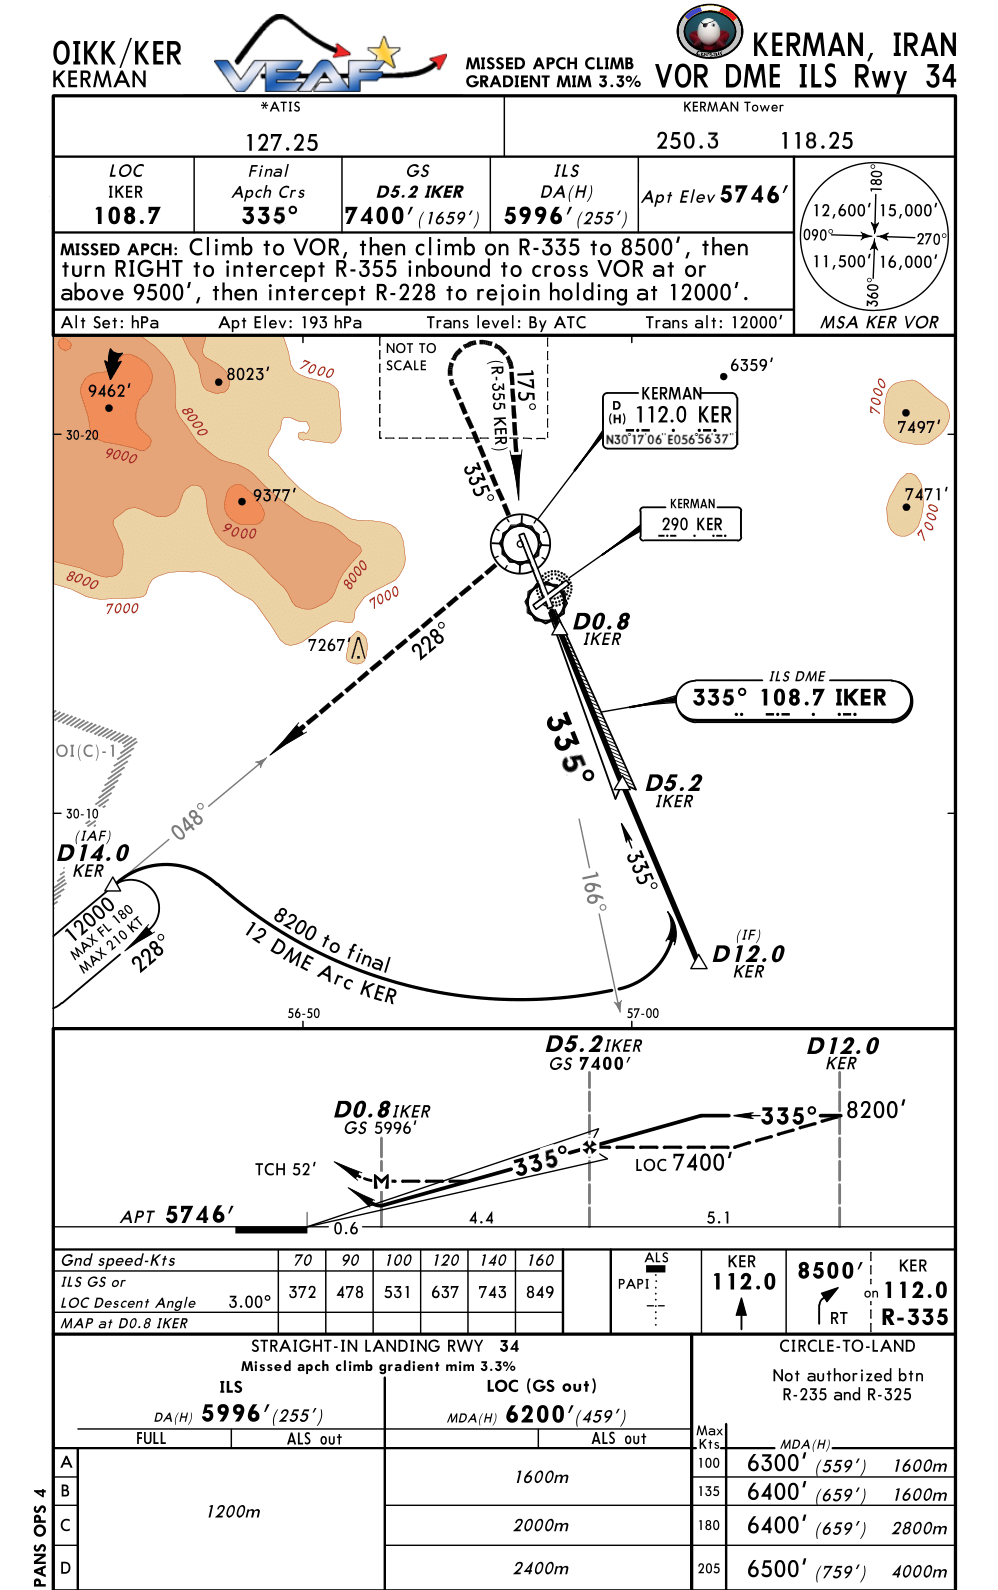 OIKK/KER
KERMAN
VEAF
MISSED APCH CLIMB
GRADIENT MIM 3.3%
KERMAN, IRAN
VOR DME ILS Rwy 34
*ATIS
127.25
KERMAN Tower
250.3 118.25
LOC
IKER
108.7
Final
Apch Crs
335°
GS
D5.2 IKER
7400' (1659')
ILS
DA(H)
5996' (255')
Apt Elev 5746'
MISSED APCH: Climb to VOR, then climb on R-335 to 8500', then
turn RIGHT to intercept R-355 inbound to cross VOR at or
above 9500', then intercept R-228 to rejoin holding at 12000'.
Alt Set: hPa Apt Elev: 193 hPa Trans level: By ATC Trans alt: 12000'
180°
12,600' 15,000'
090° 270°
11,500' 16,000'
360°
MSA KER VOR
NOT TO
SCALE
175°
(R-355 KER)
335°
9462'
8023'
7000
8000
9000
30-20
9377'
9000
8000
7000
8000
7000
7267'
6359'
7000
7497'
7471'
7000
KERMAN
D
(H) 112.0 KER
N30°17'06" E056°56'37"
KERMAN
290 KER
D0.8
IKER
228°
ILS DME
335° 108.7 IKER
335°
D5.2
IKER
OI(C)-1
30-10
048°
(IAF)
D14.0
KER
12000
MAX FL 180
MAX 210 KT
228°
8200 to final
12 DME Arc KER
166°
335°
(IF)
D12.0
KER
56-50
57-00
D5.2 IKER
GS 7400'
D12.0
KER
D0.8 IKER
GS 5996'
335° 8200'
TCH 52'
M
335°
LOC 7400'
APT 5746'
0.6
4.4
5.1
Gnd speed-Kts 70 90 100 120 140 160
ILS GS or
LOC Descent Angle 3.00° 372 478 531 637 743 849
MAP at D0.8 IKER
ALS
PAPI
KER
112.0
8500'
RT
on
KER
112.0
R-335
STRAIGHT-IN LANDING RWY 34
Missed apch climb gradient mim 3.3%
ILS
DA(H) 5996' (255')
FULL ALS out
LOC (GS out)
MDA(H) 6200' (459')
ALS out
CIRCLE-TO-LAND
Not authorized btn
R-235 and R-325
Max
Kts
MDA(H)
A 1600m 100 6300' (559') 1600m
B 135 6400' (659') 1600m
1200m
C 2000m 180 6400' (659') 2800m
D 2400m 205 6500' (759') 4000m
PANS OPS 4